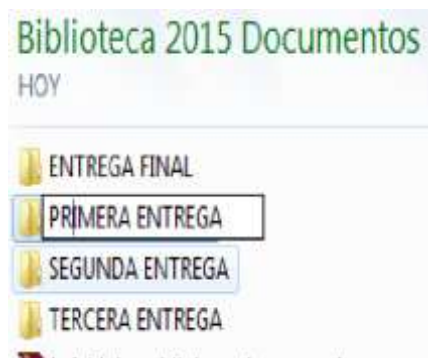 Biblioteca 2015 Documentos
HOY
ENTREGA FINAL
PRIMERA ENTREGA
SEGUNDA ENTREGA
TERCERA ENTREGA